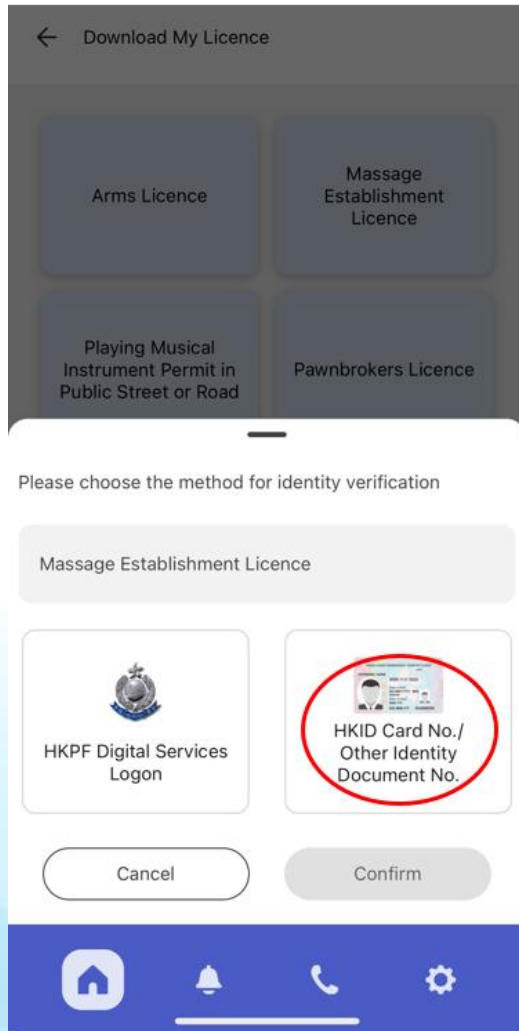 Download My Licence
Arms Licence
Massage
Establishment
Licence
Playing Musical
Instrument Permit in
Public Street or Road
Pawnbrokers Licence
Please choose the method for identity verification
Massage Establishment Licence
HKPF Digital Services
Logon
HKID Card No./
Other Identity
Document No.
Cancel
Confirm